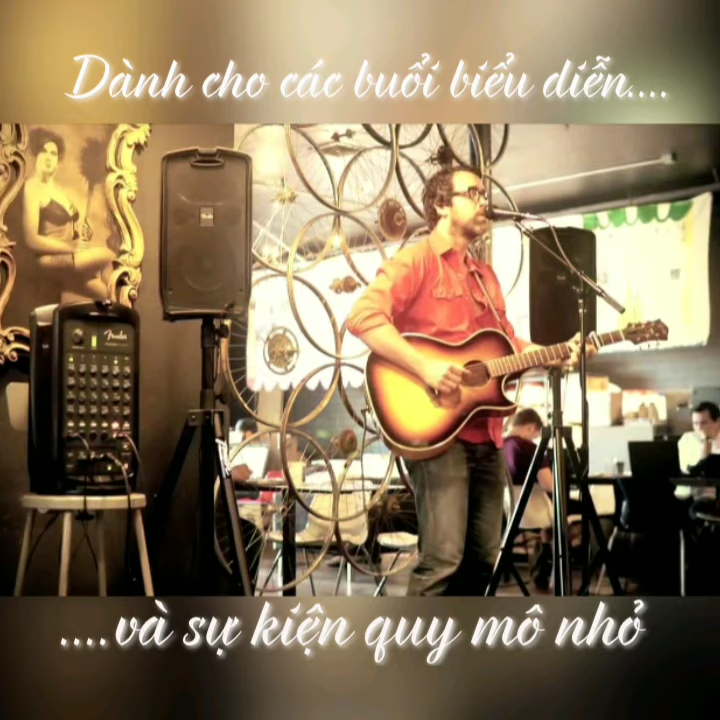 Dành cho các buổi biểu diễn....
Fender
....và sự kiện quy mô nhỏ